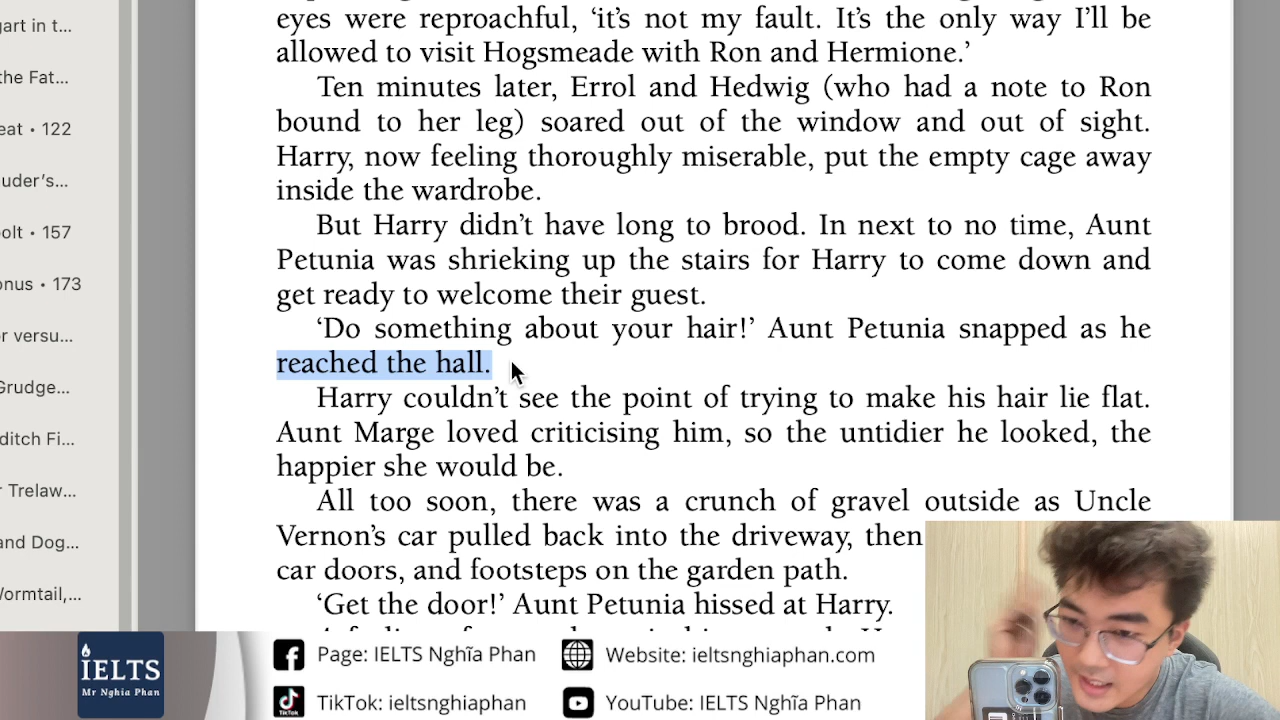 gart in t...
the Fat...
eat • 122
uder's...
olt • 157
onus • 173
or versu...
Grudge...
ditch Fi...
r Trelaw...
and Dog...
Wormtail,...
eyes were reproachful, 'it's not my fault. It's the only way I'll be
allowed to visit Hogsmeade with Ron and Hermione.'
Ten minutes later, Errol and Hedwig (who had a note to Ron
bound to her leg) soared out of the window and out of sight.
Harry, now feeling thoroughly miserable, put the empty cage away
inside the wardrobe.
But Harry didn't have long to brood. In next to no time, Aunt
Petunia was shrieking up the stairs for Harry to come down and
get ready to welcome their guest.
'Do something about your hair!' Aunt Petunia snapped as he
reached the hall.
Harry couldn't see the point of trying to make his hair lie flat.
Aunt Marge loved criticising him, so the untidier he looked, the
happier she would be.
All too soon, there was a crunch of gravel outside as Uncle
Vernon's car pulled back into the driveway, then
car doors, and footsteps on the garden path.
'Get the door!' Aunt Petunia hissed at Harry.
IELTS
Mr Nghia Phan
Page: IELTS Nghĩa Phan
Website: ieltsnghiaphan.com
TikTok
TikTok: ieltsnghiaphan
YouTube: IELTS Nghĩa Phan